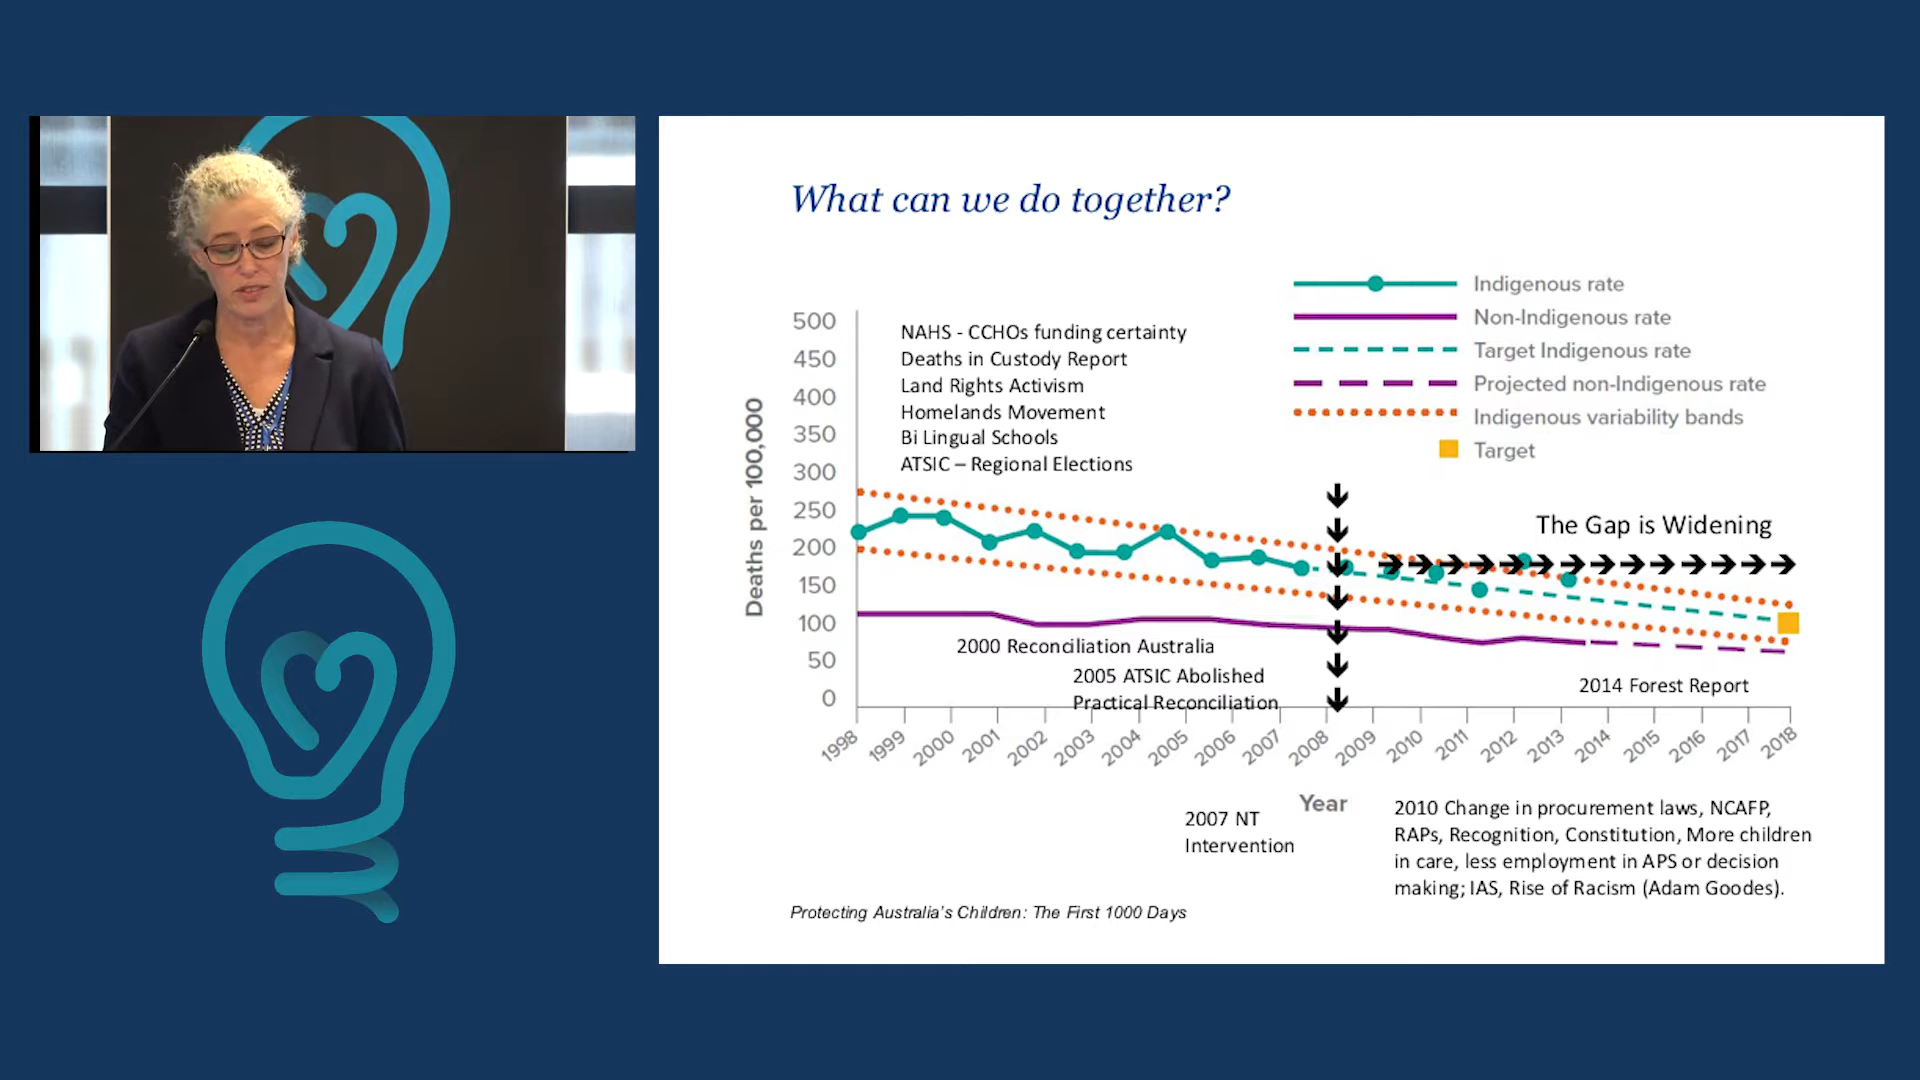 What can we do together?
Indigenous rate
Non-Indigenous rate
Target Indigenous rate
Projected non-Indigenous rate
Indigenous variability bands
Target
NAHS - CCHOs funding certainty
Deaths in Custody Report
Land Rights Activism
Homelands Movement
Bi Lingual Schools
ATSIC – Regional Elections
Deaths per 100,000
500
450
400
350
300
250
200
150
100
50
0
The Gap is Widening
2000 Reconciliation Australia
2005 ATSIC Abolished
Practical Reconciliation
2014 Forest Report
1998 1999 2000 2001 2002 2003 2004 2005 2006 2007 2008 2009 2010 2011 2012 2013 2014 2015 2016 2017 2018
Year
2007 NT
Intervention
2010 Change in procurement laws, NCAFP,
RAPs, Recognition, Constitution, More children
in care, less employment in APS or decision
making; IAS, Rise of Racism (Adam Goodes).
Protecting Australia's Children: The First 1000 Days